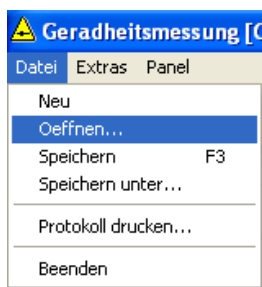 Geradheitsmessung [
Datei Extras Panel
Neu
Oeffnen...
Speichern F3
Speichern unter...
Protokoll drucken...
Beenden